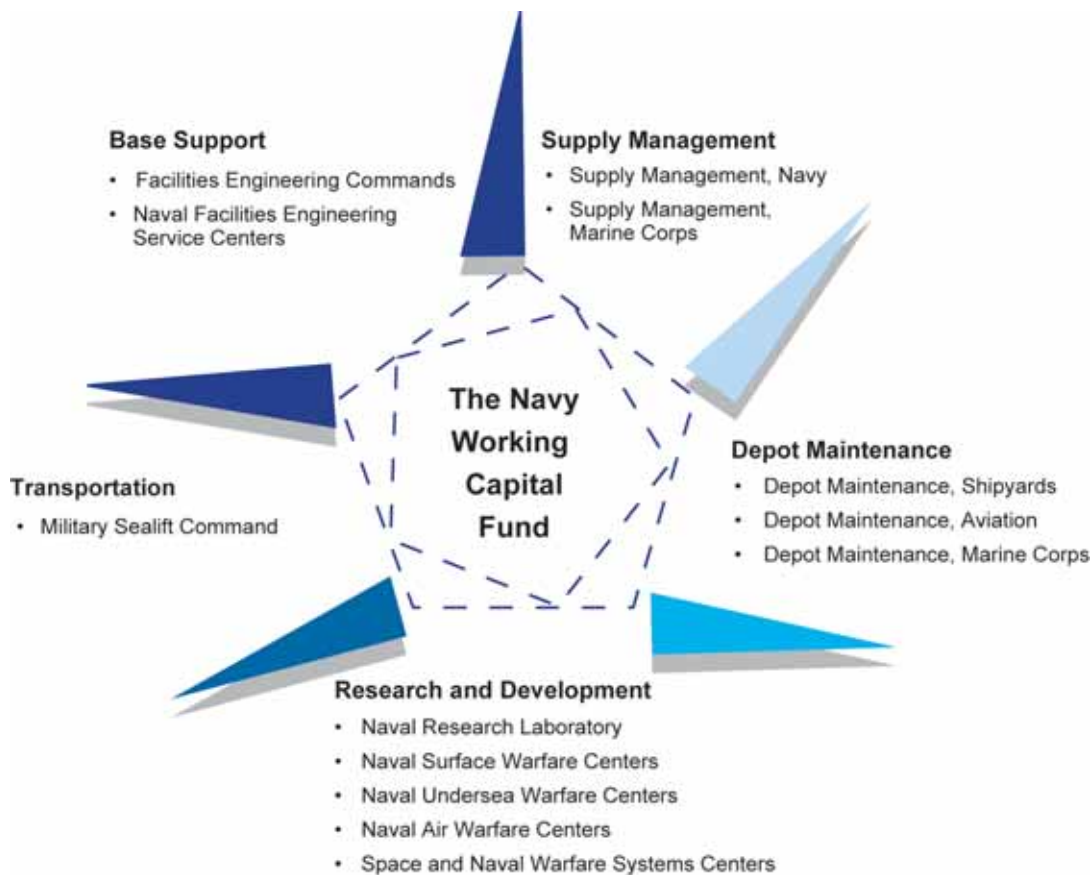 Base Support
• Facilities Engineering Commands
• Naval Facilities Engineering
Service Centers
Supply Management
• Supply Management, Navy
• Supply Management,
Marine Corps
The Navy
Working
Capital
Fund
Transportation
• Military Sealift Command
Depot Maintenance
• Depot Maintenance, Shipyards
• Depot Maintenance, Aviation
• Depot Maintenance, Marine Corps
Research and Development
• Naval Research Laboratory
• Naval Surface Warfare Centers
• Naval Undersea Warfare Centers
• Naval Air Warfare Centers
• Space and Naval Warfare Systems Centers